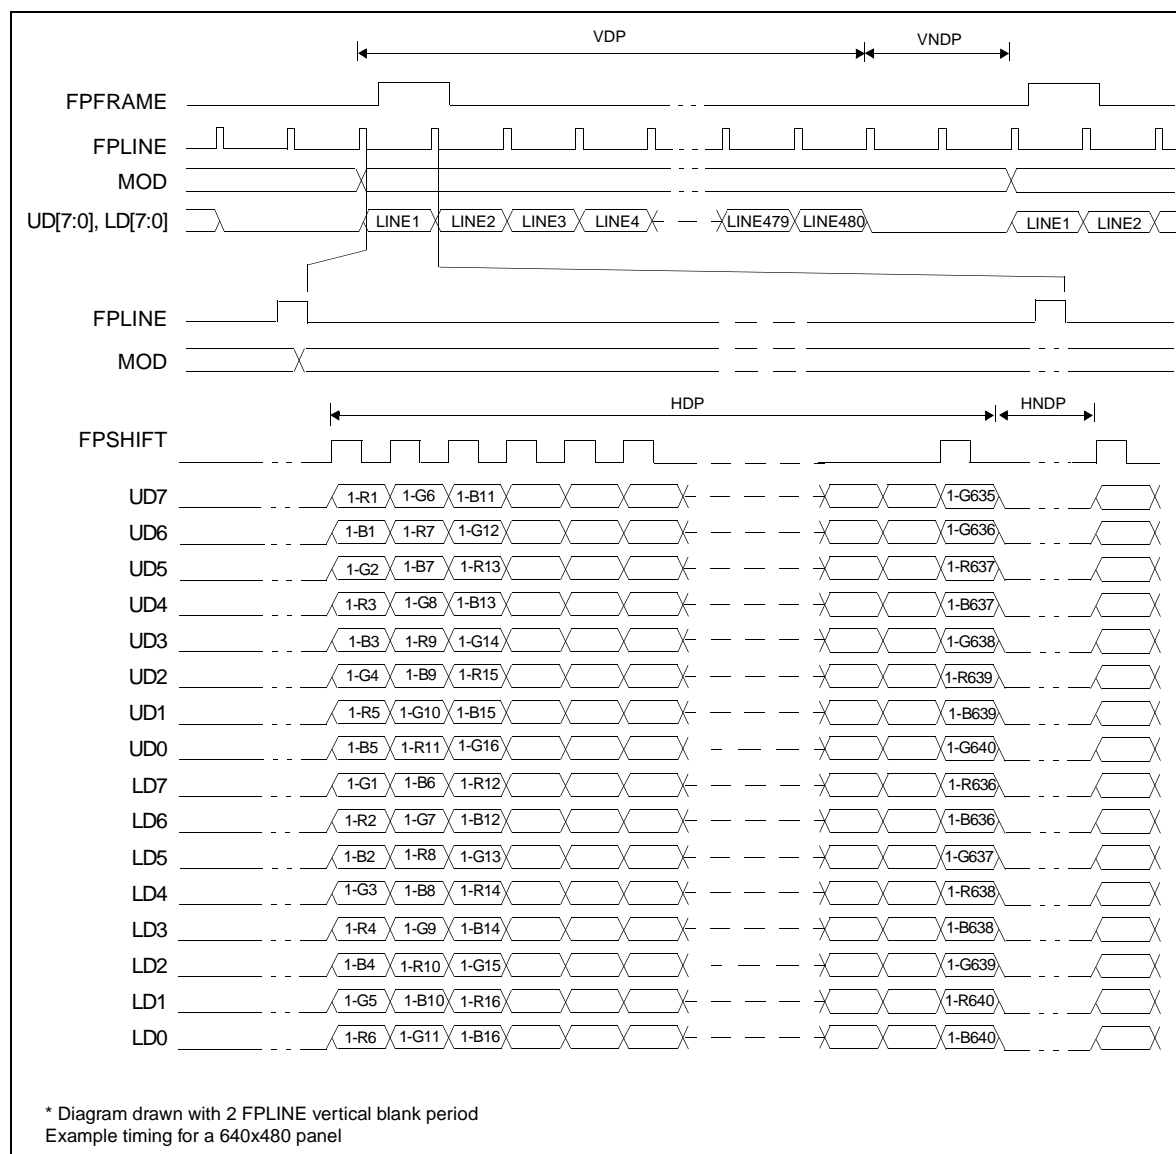 VDP VNDP
FPFRAME
FPLINE
MOD
UD[7:0], LD[7:0] LINE1 LINE2 LINE3 LINE4 LINE479 LINE480 LINE1 LINE2
FPLINE
MOD
HDP HNDP
FPSHIFT
UD7 1-R1 1-G6 1-B11 1-G635
UD6 1-B1 1-R7 1-G12 1-G636
UD5 1-G2 1-B7 1-R13 1-R637
UD4 1-R3 1-G8 1-B13 1-B637
UD3 1-B3 1-R9 1-G14 1-G638
UD2 1-G4 1-B9 1-R15 1-R639
UD1 1-R5 1-G10 1-B15 1-B639
UD0 1-B5 1-R11 1-G16 1-G640
LD7 1-G1 1-B6 1-R12 1-R636
LD6 1-R2 1-G7 1-B12 1-B636
LD5 1-B2 1-R8 1-G13 1-G637
LD4 1-G3 1-B8 1-R14 1-R638
LD3 1-R4 1-G9 1-B14 1-B638
LD2 1-B4 1-R10 1-G15 1-G639
LD1 1-G5 1-B10 1-R16 1-R640
LD0 1-R6 1-G11 1-B16 1-B640
* Diagram drawn with 2 FPLINE vertical blank period
Example timing for a 640x480 panel